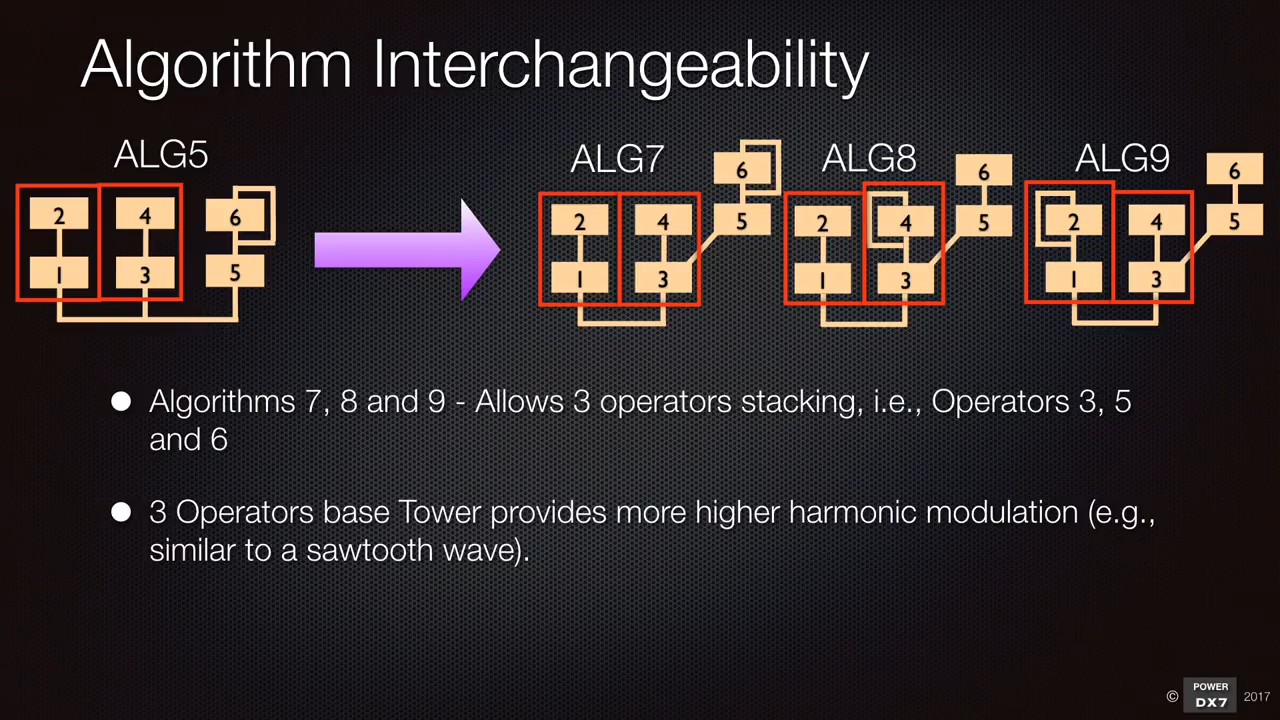 Algorithm Interchangeability
ALG5
2 4 6
1 3 5
ALG7
6
2 4 5
1 3
ALG8
6
2 4 5
1 3
ALG9
6
2 4 5
1 3
● Algorithms 7, 8 and 9 - Allows 3 operators stacking, i.e., Operators 3, 5
and 6
● 3 Operators base Tower provides more higher harmonic modulation (e.g.,
similar to a sawtooth wave).
© POWER DX7 2017